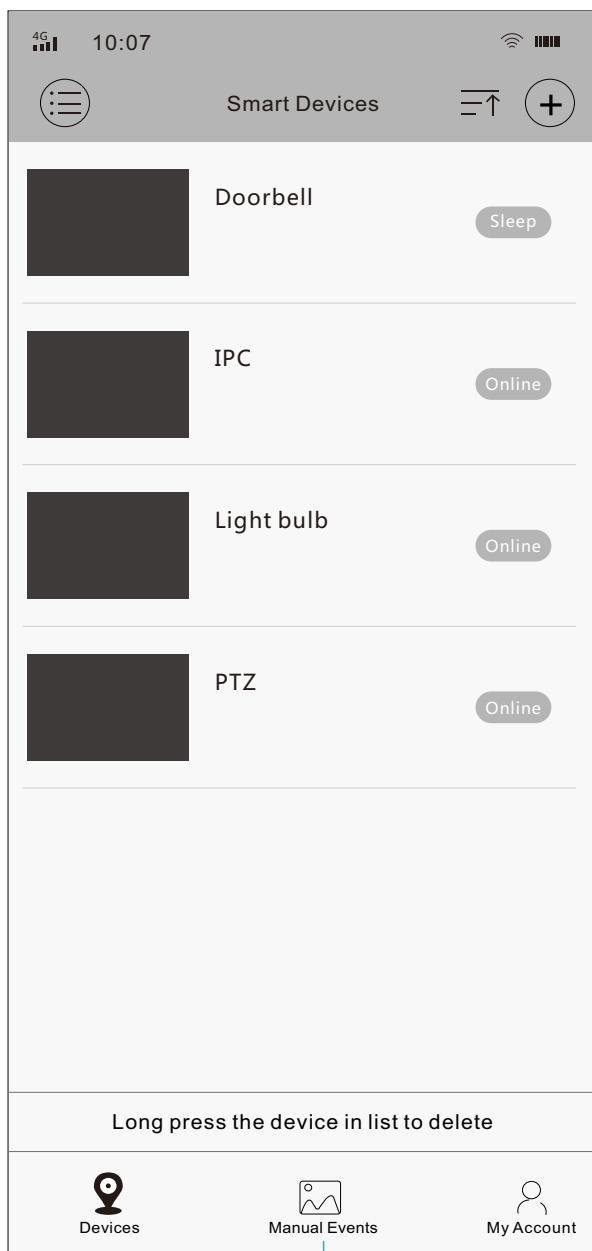 4G
10:07
Smart Devices
Doorbell
Sleep
IPC
Online
Light bulb
Online
PTZ
Online
Long press the device in list to delete
Devices
Manual Events
My Account